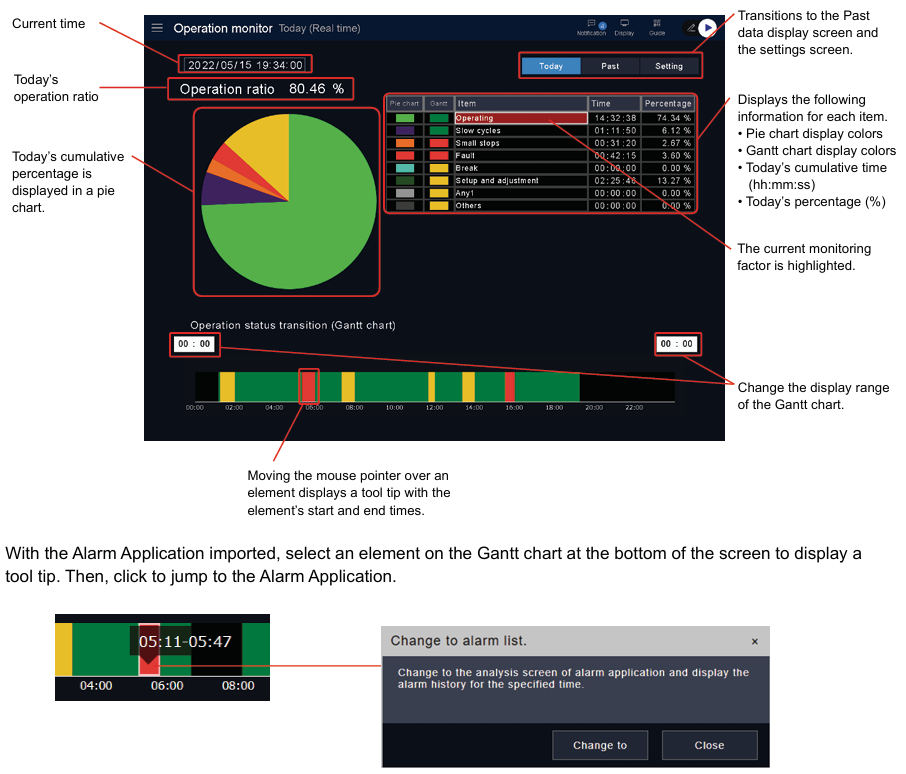 Current time
Operation monitor Today (Real time)
Notification Display Guide
Transitions to the Past
data display screen and
the settings screen.
2022/05/15 19:34:00
Today Past Setting
Today's
operation ratio
Operation ratio 80.46 %
Pie chart Gantt Item Time Percentage
Operating 14:32:38 74.34 %
Slow cycles 01:11:50 6.12 %
Small stops 00:31:20 2.67 %
Fault 00:42:15 3.60 %
Break 00:00:00 0.00 %
Setup and adjustment 02:25:46 13.27 %
Any1 00:00:00 0.00 %
Others 00:00:00 0.00 %
Displays the following
information for each item.
• Pie chart display colors
• Gantt chart display colors
• Today's cumulative time
(hh:mm:ss)
• Today's percentage (%)
Today's cumulative
percentage is
displayed in a pie
chart.
The current monitoring
factor is highlighted.
Operation status transition (Gantt chart)
00 : 00 00 : 00
Change the display range
of the Gantt chart.
00:00 02:00 04:00 06:00 08:00 10:00 12:00 14:00 16:00 18:00 20:00 22:00
Moving the mouse pointer over an
element displays a tool tip with the
element's start and end times.
With the Alarm Application imported, select an element on the Gantt chart at the bottom of the screen to display a
tool tip. Then, click to jump to the Alarm Application.
05:11-05:47
04:00 06:00 08:00
Change to alarm list. ×
Change to the analysis screen of alarm application and display the
alarm history for the specified time.
Change to Close